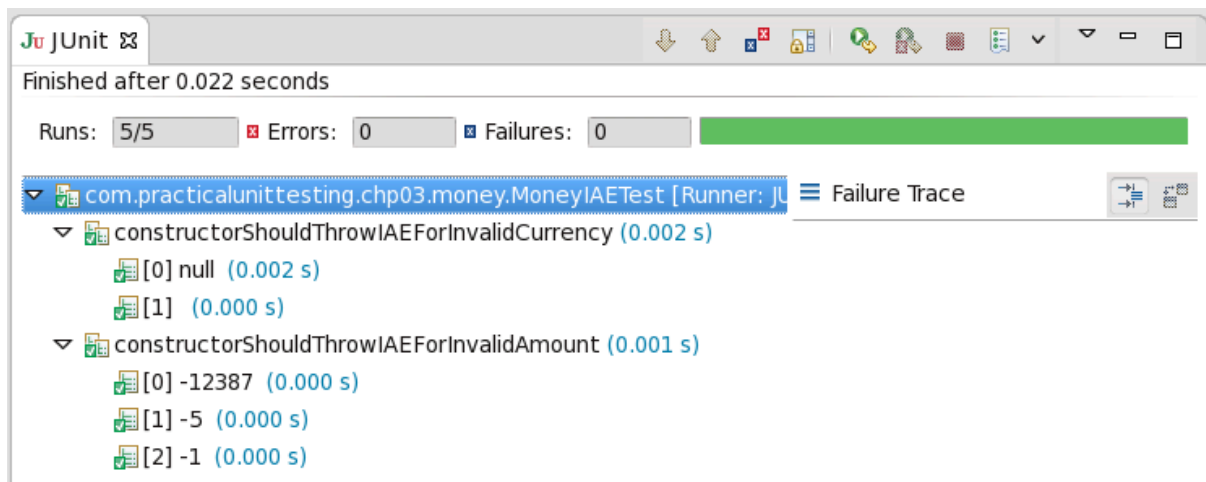 JU JUnit
Finished after 0.022 seconds
Runs: 5/5 Errors: 0 Failures: 0
com.practicalunittesting.chp03.money.MoneyIAETest [Runner: JU
Failure Trace
constructorShouldThrowIAEForInvalidCurrency (0.002 s)
[0] null (0.002 s)
[1] (0.000 s)
constructorShouldThrowIAEForInvalidAmount (0.001 s)
[0] -12387 (0.000 s)
[1] -5 (0.000 s)
[2] -1 (0.000 s)